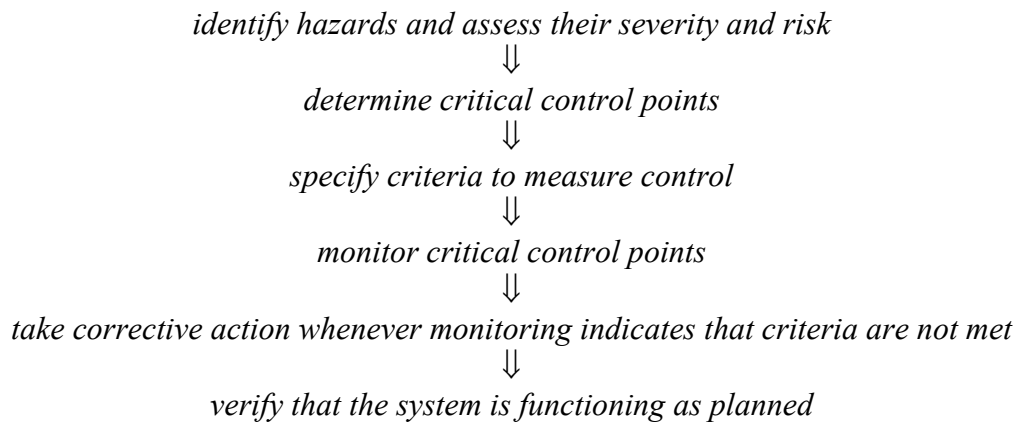 identify hazards and assess their severity and risk
⇓
determine critical control points
⇓
specify criteria to measure control
⇓
monitor critical control points
⇓
take corrective action whenever monitoring indicates that criteria are not met
⇓
verify that the system is functioning as planned